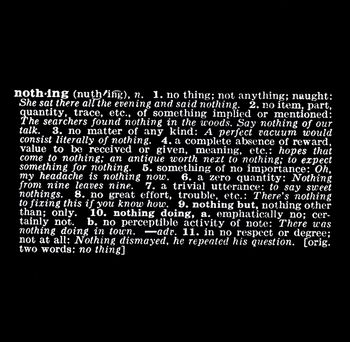 noth·ing (nuth′ing), n. 1. no thing; not anything; naught:
She sat there all the evening and said nothing. 2. no item, part,
quantity, trace, etc., of something implied or mentioned:
The searchers found nothing in the woods. Say nothing of our
talk. 3. no matter of any kind: A perfect vacuum would
consist literally of nothing. 4. a complete absence of reward,
value to be received or given, meaning, etc.: hopes that
come to nothing; an antique worth next to nothing; to expect
something for nothing. 5. something of no importance: Oh,
my headache is nothing now. 6. a zero quantity: Nothing
from nine leaves nine. 7. a trivial utterance: to say sweet
nothings. 8. no great effort, trouble, etc.: There's nothing
to fixing this if you know how. 9. nothing but, nothing other
than; only. 10. nothing doing, a. emphatically no; cer-
tainly not. b. no perceptible activity of note: There was
nothing doing in town. —adv. 11. in no respect or degree;
not at all: Nothing dismayed, he repeated his question. [orig.
two words: no thing]